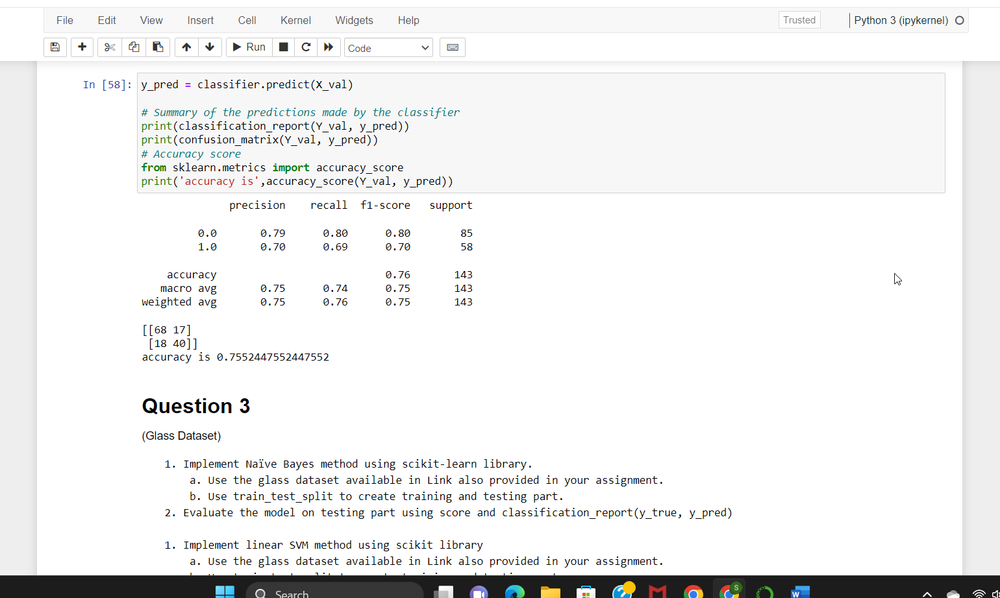 File Edit View Insert Cell Kernel Widgets Help Trusted Python 3 (ipykernel)
Run Code
In [58]: y_pred = classifier.predict(X_val)
# Summary of the predictions made by the classifier
print(classification_report(Y_val, y_pred))
print(confusion_matrix(Y_val, y_pred))
# Accuracy score
from sklearn.metrics import accuracy_score
print('accuracy is',accuracy_score(Y_val, y_pred))
precision recall f1-score support
0.0 0.79 0.80 0.80 85
1.0 0.70 0.69 0.70 58
accuracy 0.76 143
macro avg 0.75 0.74 0.75 143
weighted avg 0.75 0.76 0.75 143
[[68 17]
[18 40]]
accuracy is 0.7552447552447552
Question 3
(Glass Dataset)
1. Implement Naïve Bayes method using scikit-learn library.
a. Use the glass dataset available in Link also provided in your assignment.
b. Use train_test_split to create training and testing part.
2. Evaluate the model on testing part using score and classification_report(y_true, y_pred)
1. Implement linear SVM method using scikit library
a. Use the glass dataset available in Link also provided in your assignment.
Search
S
W